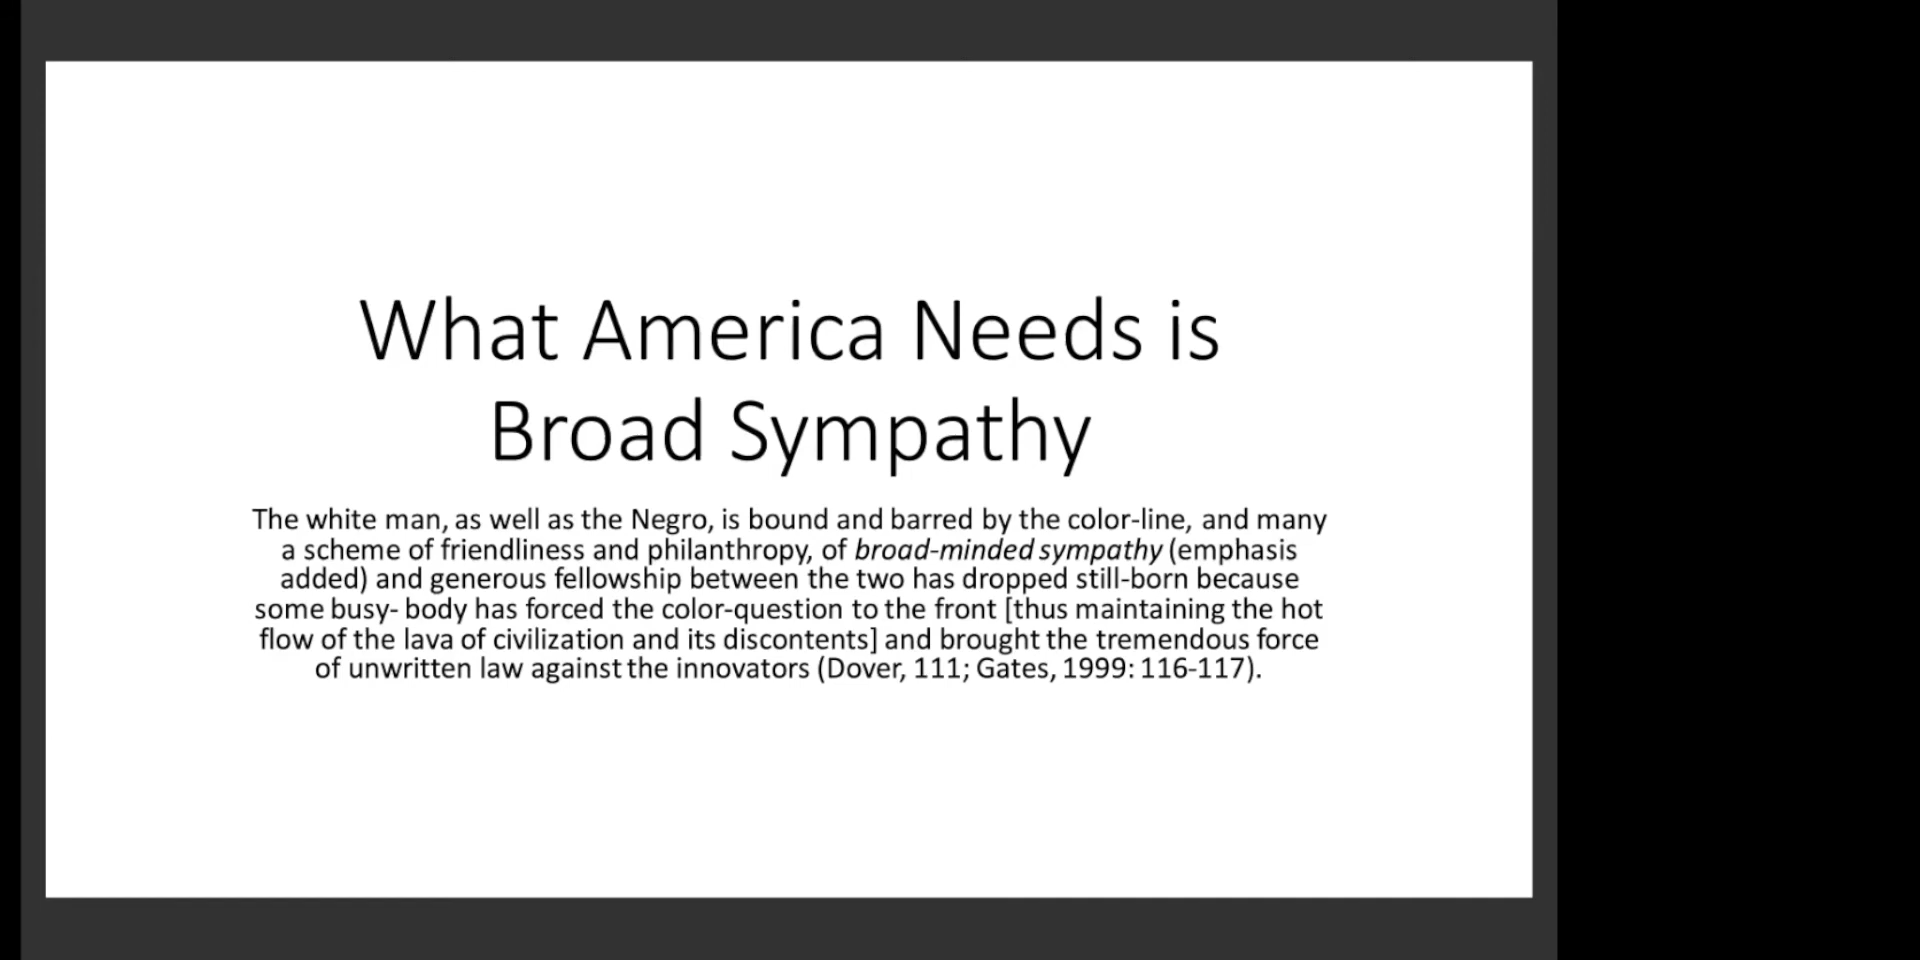 What America Needs is
Broad Sympathy
The white man, as well as the Negro, is bound and barred by the color-line, and many
a scheme of friendliness and philanthropy, of broad-minded sympathy (emphasis
added) and generous fellowship between the two has dropped still-born because
some busy- body has forced the color-question to the front [thus maintaining the hot
flow of the lava of civilization and its discontents] and brought the tremendous force
of unwritten law against the innovators (Dover, 111; Gates, 1999: 116-117).